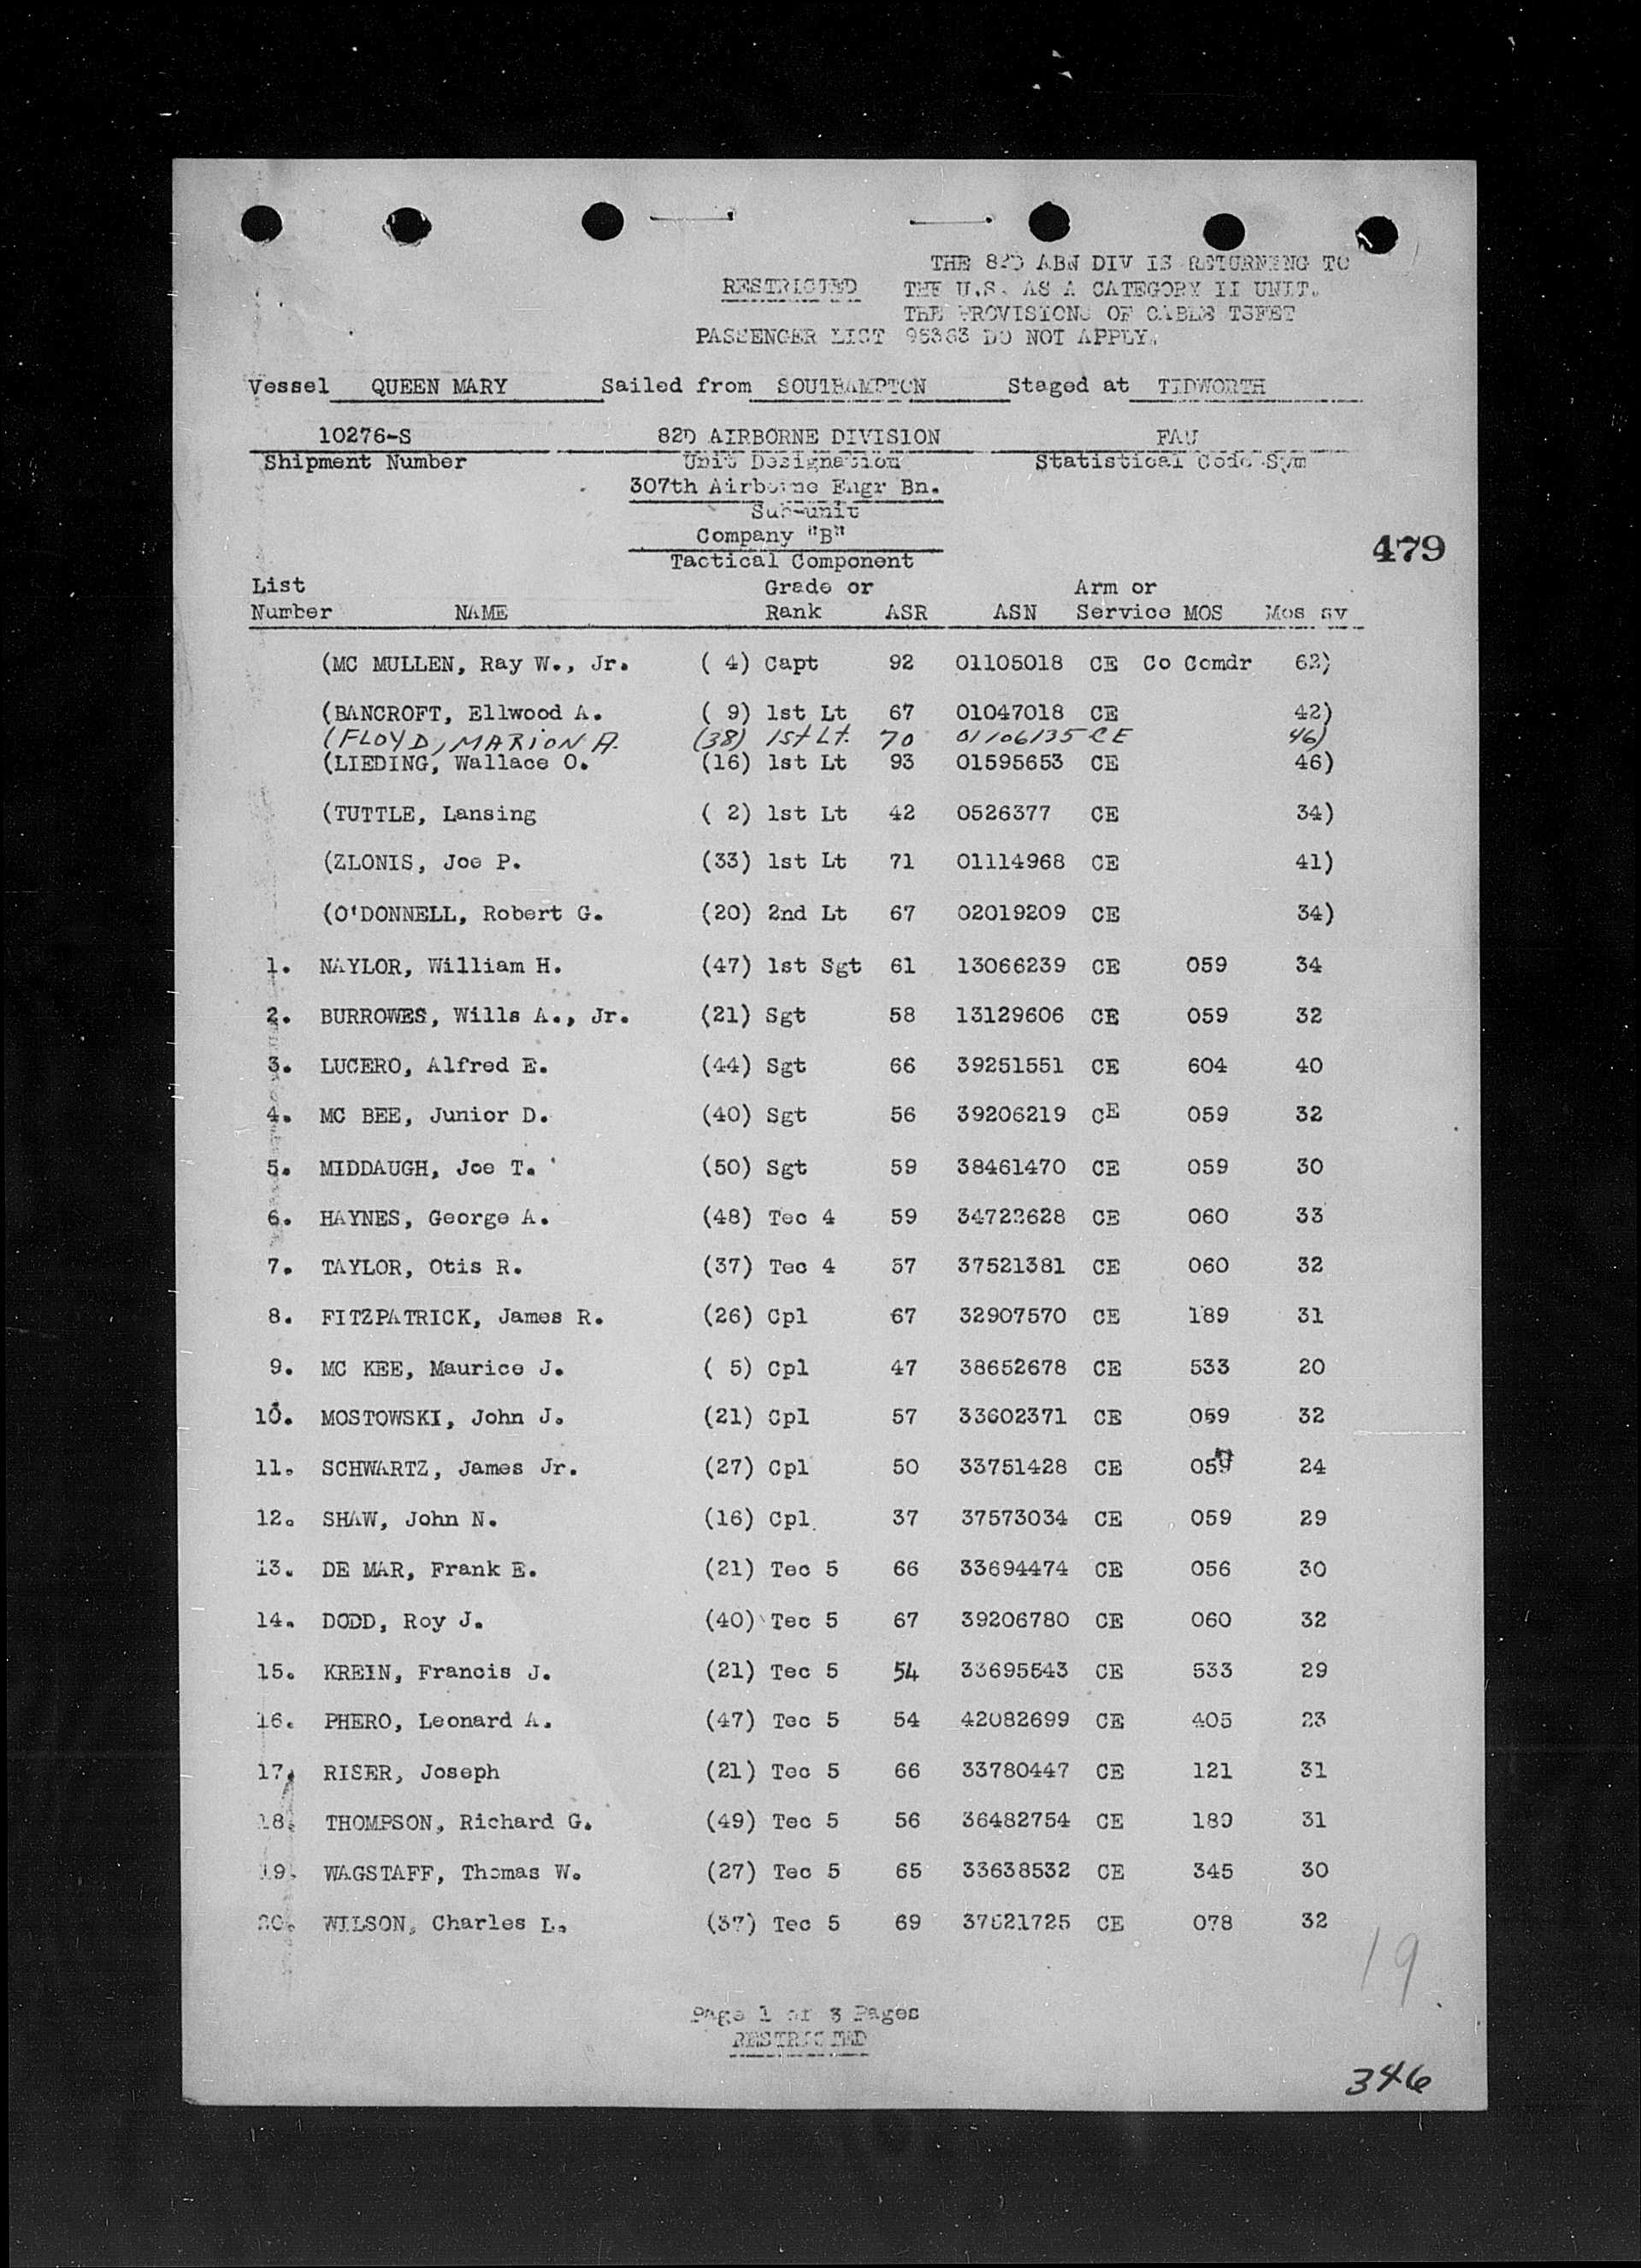 THE 82D ABN DIV IS RETURNING TO
RESTRICTED THE U.S. AS A CATEGORY II UNIT.
THE PROVISIONS OF CABLE TSFET
PASSENGER LIST 95363 DO NOT APPLY.
Vessel QUEEN MARY Sailed from SOUTHAMPTON Staged at TIDWORTH
10276-S 82D AIRBORNE DIVISION FAU
Shipment Number Unit Designation Statistical Code Sym
307th Airborne Engr Bn.
Sub-unit
Company "B"
479
Tactical Component
List Grade or Arm or
Number NAME Rank ASR ASN Service MOS Mos sv
(MC MULLEN, Ray W., Jr. ( 4) Capt 92 01105018 CE Co Comdr 62)
(BANCROFT, Ellwood A. ( 9) 1st Lt 67 01047018 CE 42)
(FLOYD, MARION A. (38) 1st Lt. 70 01106135 CE 46)
(LIEDING, Wallace O. (16) 1st Lt 93 01595653 CE 46)
(TUTTLE, Lansing ( 2) 1st Lt 42 0526377 CE 34)
(ZLONIS, Joe P. (33) 1st Lt 71 01114968 CE 41)
(O'DONNELL, Robert G. (20) 2nd Lt 67 02019209 CE 34)
1. NAYLOR, William H. (47) 1st Sgt 61 13066239 CE 059 34
2. BURROWES, Wills A., Jr. (21) Sgt 58 13129606 CE 059 32
3. LUCERO, Alfred E. (44) Sgt 66 39251551 CE 604 40
4. MC BEE, Junior D. (40) Sgt 56 39206219 CE 059 32
5. MIDDAUGH, Joe T. (50) Sgt 59 38461470 CE 059 30
6. HAYNES, George A. (48) Tec 4 59 34722628 CE 060 33
7. TAYLOR, Otis R. (37) Tec 4 57 37521381 CE 060 32
8. FITZPATRICK, James R. (26) Cpl 67 32907570 CE 189 31
9. MC KEE, Maurice J. ( 5) Cpl 47 38652678 CE 533 20
10. MOSTOWSKI, John J. (21) Cpl 57 33602371 CE 059 32
11. SCHWARTZ, James Jr. (27) Cpl 50 33751428 CE 059 24
12. SHAW, John N. (16) Cpl 37 37573034 CE 059 29
13. DE MAR, Frank E. (21) Tec 5 66 33694474 CE 056 30
14. DODD, Roy J. (40) Tec 5 67 39206780 CE 060 32
15. KREIN, Francis J. (21) Tec 5 54 33695543 CE 533 29
16. PHERO, Leonard A. (47) Tec 5 54 42082699 CE 405 23
17. RISER, Joseph (21) Tec 5 66 33780447 CE 121 31
18. THOMPSON, Richard G. (49) Tec 5 56 36482754 CE 189 31
19. WAGSTAFF, Thomas W. (27) Tec 5 65 33638532 CE 345 30
20. WILSON, Charles L. (37) Tec 5 69 37521725 CE 078 32
19
Page 1 of 3 Pages
RESTRICTED
346